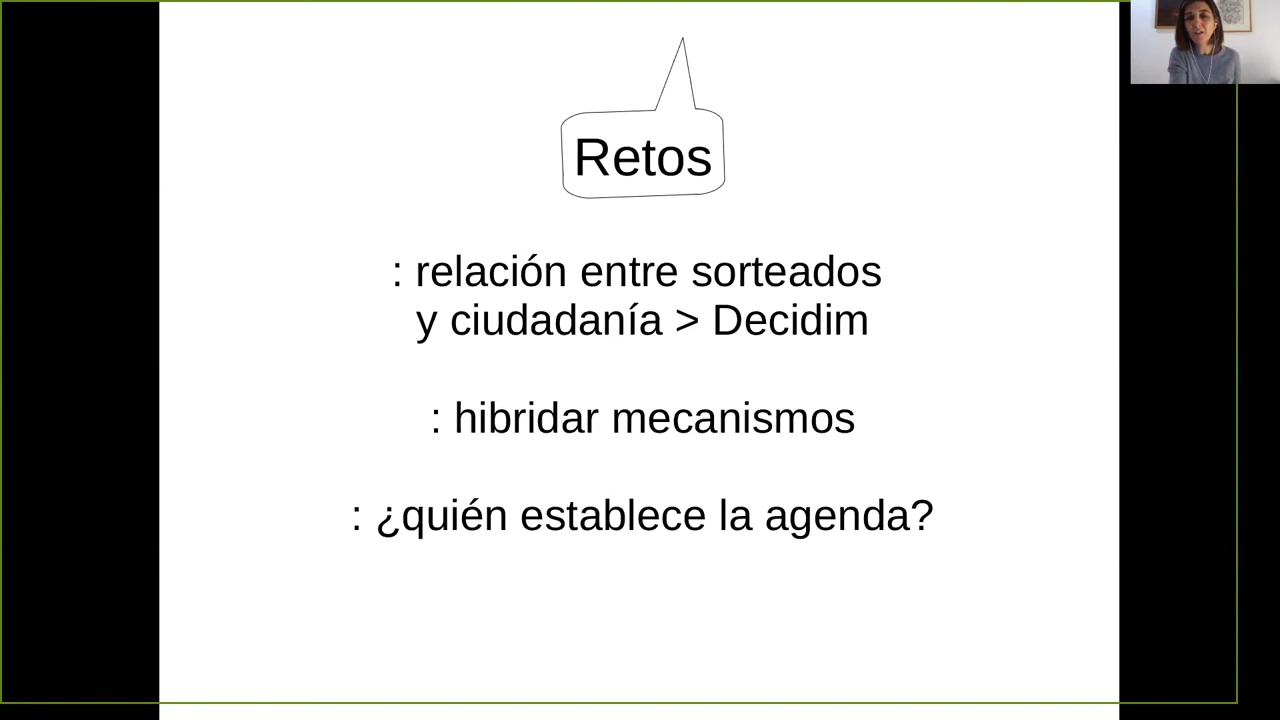 Retos
: relación entre sorteados
y ciudadanía > Decidim
: hibridar mecanismos
: ¿quién establece la agenda?